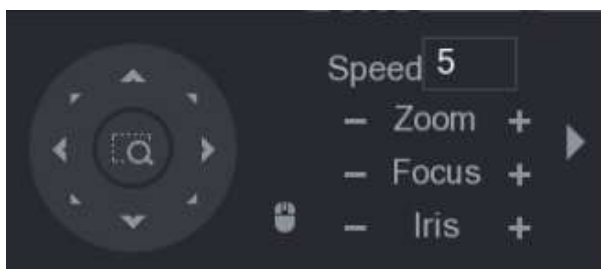 Speed 5
− Zoom +
− Focus +
− Iris +